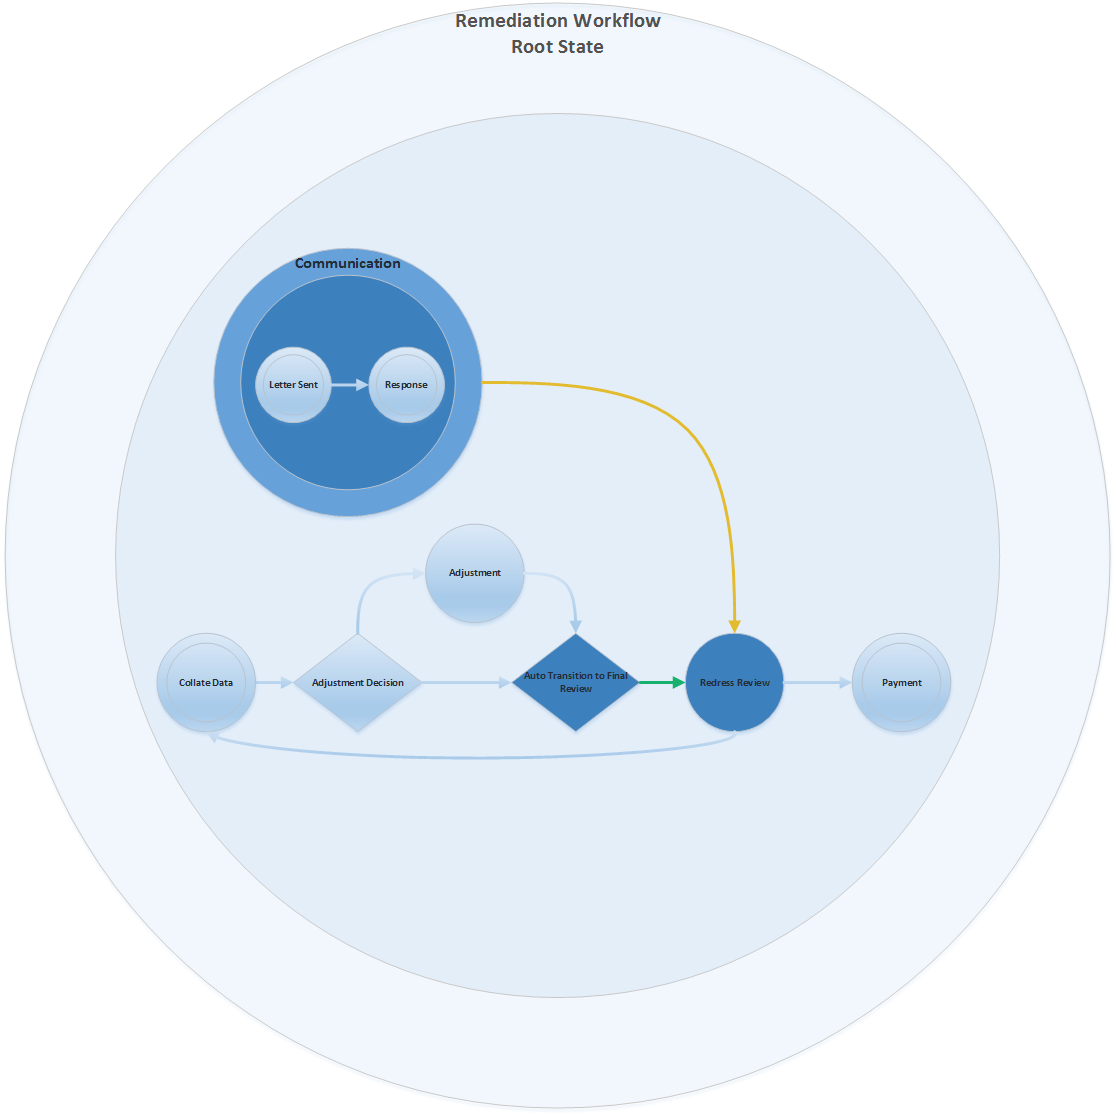 Remediation Workflow
Root State
Communication
Letter Sent
Response
Adjustment
Collate Data
Adjustment Decision
Auto Transition to Final
Review
Redress Review
Payment